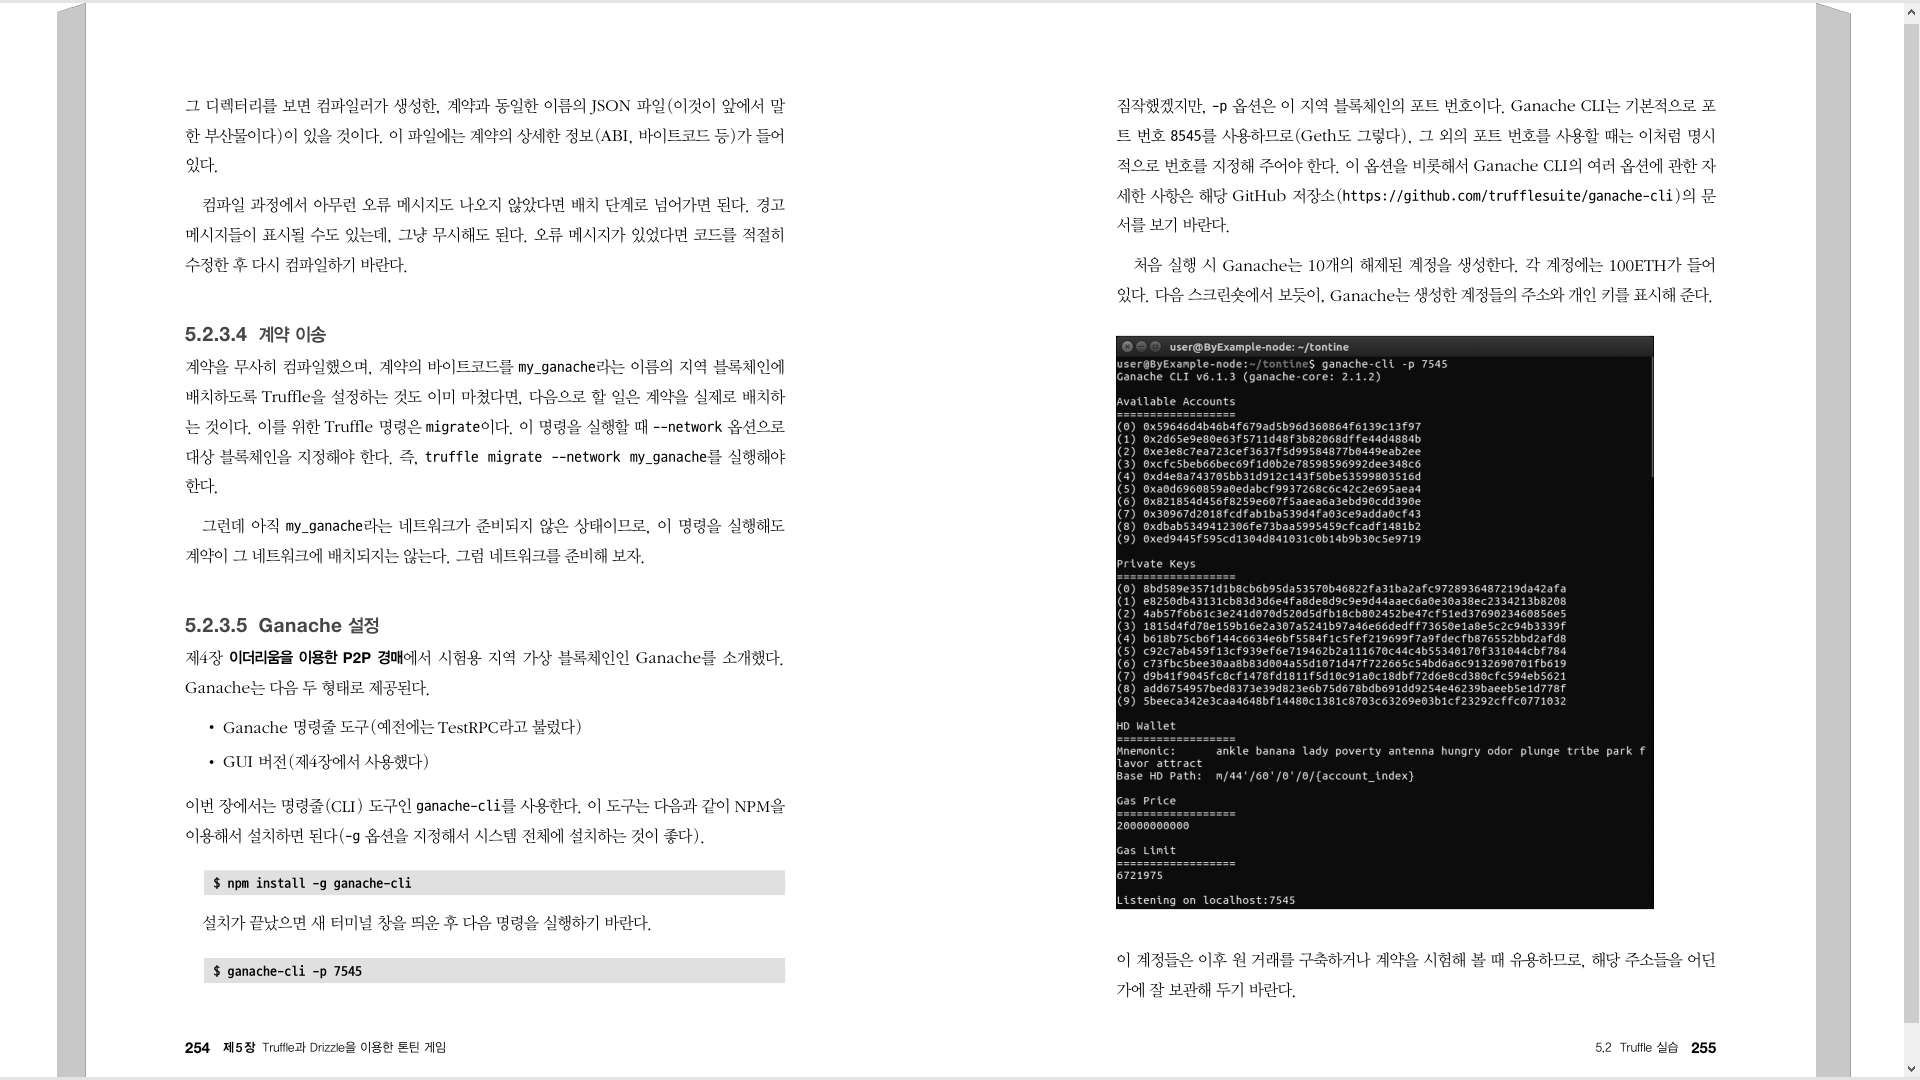 그 디렉터리를 보면 컴파일러가 생성한, 계약과 동일한 이름의 JSON 파일(이것이 앞에서 말
한 부산물이다)이 있을 것이다. 이 파일에는 계약의 상세한 정보(ABI, 바이트코드 등)가 들어
있다.
컴파일 과정에서 아무런 오류 메시지도 나오지 않았다면 배치 단계로 넘어가면 된다. 경고
메시지들이 표시될 수도 있는데, 그냥 무시해도 된다. 오류 메시지가 있었다면 코드를 적절히
수정한 후 다시 컴파일하기 바란다.
5.2.3.4 계약 이송
계약을 무사히 컴파일했으며, 계약의 바이트코드를 my_ganache라는 이름의 지역 블록체인에
배치하도록 Truffle을 설정하는 것도 이미 마쳤다면, 다음으로 할 일은 계약을 실제로 배치하
는 것이다. 이를 위한 Truffle 명령은 migrate이다. 이 명령을 실행할 때 --network 옵션으로
대상 블록체인을 지정해야 한다. 즉, truffle migrate --network my_ganache를 실행해야
한다.
그런데 아직 my_ganache라는 네트워크가 준비되지 않은 상태이므로, 이 명령을 실행해도
계약이 그 네트워크에 배치되지는 않는다. 그럼 네트워크를 준비해 보자.
5.2.3.5 Ganache 설정
제4장 이더리움을 이용한 P2P 경매에서 시험용 지역 가상 블록체인인 Ganache를 소개했다.
Ganache는 다음 두 형태로 제공된다.
• Ganache 명령줄 도구(예전에는 TestRPC라고 불렀다)
• GUI 버전(제4장에서 사용했다)
이번 장에서는 명령줄(CLI) 도구인 ganache-cli를 사용한다. 이 도구는 다음과 같이 NPM을
이용해서 설치하면 된다(-g 옵션을 지정해서 시스템 전체에 설치하는 것이 좋다).
$ npm install -g ganache-cli
설치가 끝났으면 새 터미널 창을 띄운 후 다음 명령을 실행하기 바란다.
$ ganache-cli -p 7545
254 제5장 Truffle과 Drizzle을 이용한 톤틴 게임
짐작했겠지만, -p 옵션은 이 지역 블록체인의 포트 번호이다. Ganache CLI는 기본적으로 포
트 번호 8545를 사용하므로(Geth도 그렇다), 그 외의 포트 번호를 사용할 때는 이처럼 명시
적으로 번호를 지정해 주어야 한다. 이 옵션을 비롯해서 Ganache CLI의 여러 옵션에 관한 자
세한 사항은 해당 GitHub 저장소(https://github.com/trufflesuite/ganache-cli)의 문
서를 보기 바란다.
처음 실행 시 Ganache는 10개의 해제된 계정을 생성한다. 각 계정에는 100ETH가 들어
있다. 다음 스크린숏에서 보듯이, Ganache는 생성한 계정들의 주소와 개인 키를 표시해 준다.
user@ByExample-node: ~/tontine
user@ByExample-node:~/tontine$ ganache-cli -p 7545
Ganache CLI v6.1.3 (ganache-core: 2.1.2)
Available Accounts
==================
(0) 0x59646d4b46b4f679ad5b96d360864f6139c13f97
(1) 0x2d65e9e80e63f5711d48f3b82068dffe44d4884b
(2) 0xe3e8c7ea723cef3637f5d99584877b0449eab2ee
(3) 0xcfc5beb66bec69f1d0b2e78598596992dee348c6
(4) 0xd4e8a743705bb31d912c143f50be53599803516d
(5) 0xa0d6960859a0edabcf9937268c6c42c2e695aea4
(6) 0x821854d456f8259e607f5aaea6a3ebd90cdd390e
(7) 0x30967d2018fcdfab1ba539d4fa03ce9adda0cf43
(8) 0xdbab5349412306fe73baa5995459cfcadf1481b2
(9) 0xed9445f595cd1304d841031c0b14b9b30c5e9719
Private Keys
==================
(0) 8bd589e3571d1b8cb6b95da53570b46822fa31ba2afc9728936487219da42afa
(1) e8250db43131cb83d3d6e4fa8de8d9c9e9d44aaec6a0e30a38ec2334213b8208
(2) 4ab57f6b61c3e241d070d520d5dfb18cb802452be47cf51ed3769023460856e5
(3) 1815d4fd78e159b16e2a307a5241b97a46e66dedff73650e1a8e5c2c94b3339f
(4) b618b75cb6f144c6634e6bf5584f1c5fef219699f7a9fdecfb876552bbd2afd8
(5) c92c7ab459f13cf939ef6e719462b2a111670c44c4b55340170f331044cbf784
(6) c73fbc5bee30aa8b83d004a55d1071d47f722665c54bd6a6c9132690701fb619
(7) d9b41f9045fc8cf1478fd1811f5d10c91a0c18dbf72d6e8cd380cfc594eb5621
(8) add6754957bed8373e39d823e6b75d678bdb691dd9254e46239baeeb5e1d778f
(9) 5beeca342e3caa4648bf14480c1381c8703c63269e03b1cf23292cffc0771032
HD Wallet
==================
Mnemonic:      ankle banana lady poverty antenna hungry odor plunge tribe park f
lavor attract
Base HD Path:  m/44'/60'/0'/0/{account_index}
Gas Price
==================
20000000000
Gas Limit
==================
6721975
Listening on localhost:7545
이 계정들은 이후 원 거래를 구축하거나 계약을 시험해 볼 때 유용하므로, 해당 주소들을 어딘
가에 잘 보관해 두기 바란다.
5.2 Truffle 실습 255